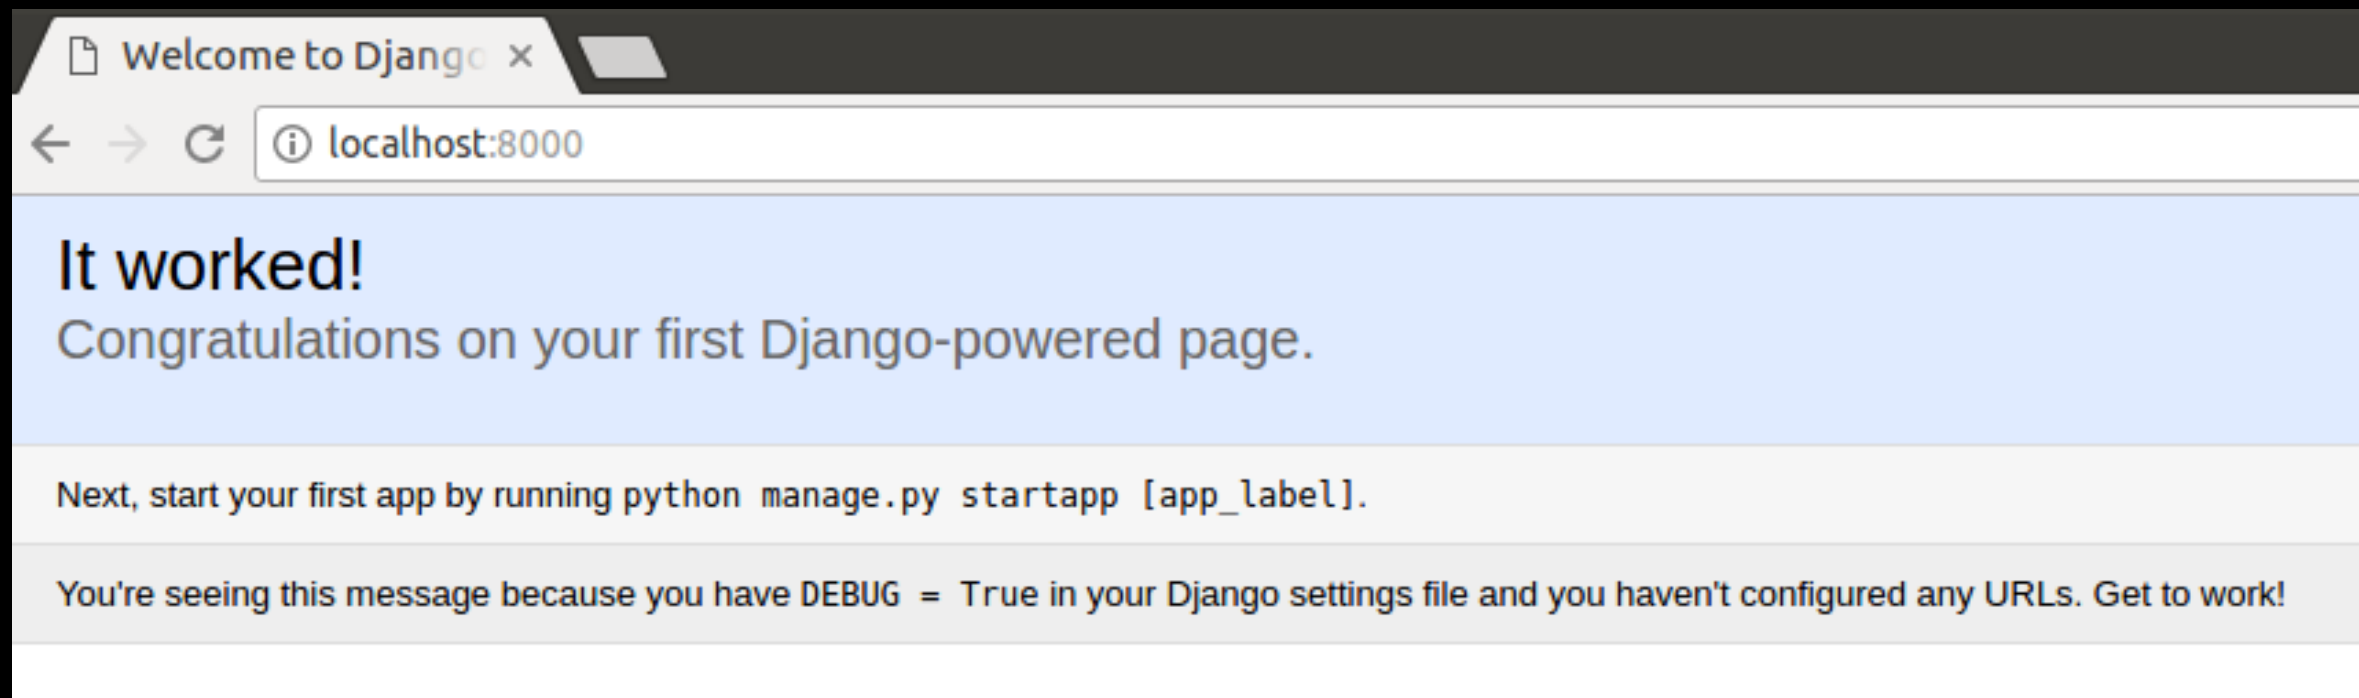 Welcome to Django
localhost:8000
It worked!
Congratulations on your first Django-powered page.
Next, start your first app by running python manage.py startapp [app_label].
You're seeing this message because you have DEBUG = True in your Django settings file and you haven't configured any URLs. Get to work!